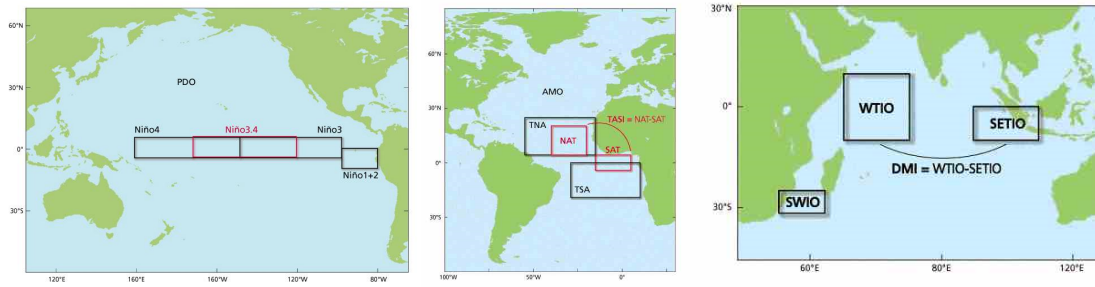 60°N
30°N
0°
30°S
PDO
Niño4
Niño3.4
Niño3
Niño1+2
120°E
160°E
160°W
120°W
80°W
60°N
30°N
0°
30°S
AMO
TNA
TASI = NAT-SAT
NAT
SAT
TSA
100°W
50°W
0°
30°N
0°
30°S
WTIO
SETIO
DMI = WTIO-SETIO
SWIO
60°E
80°E
100°E
120°E